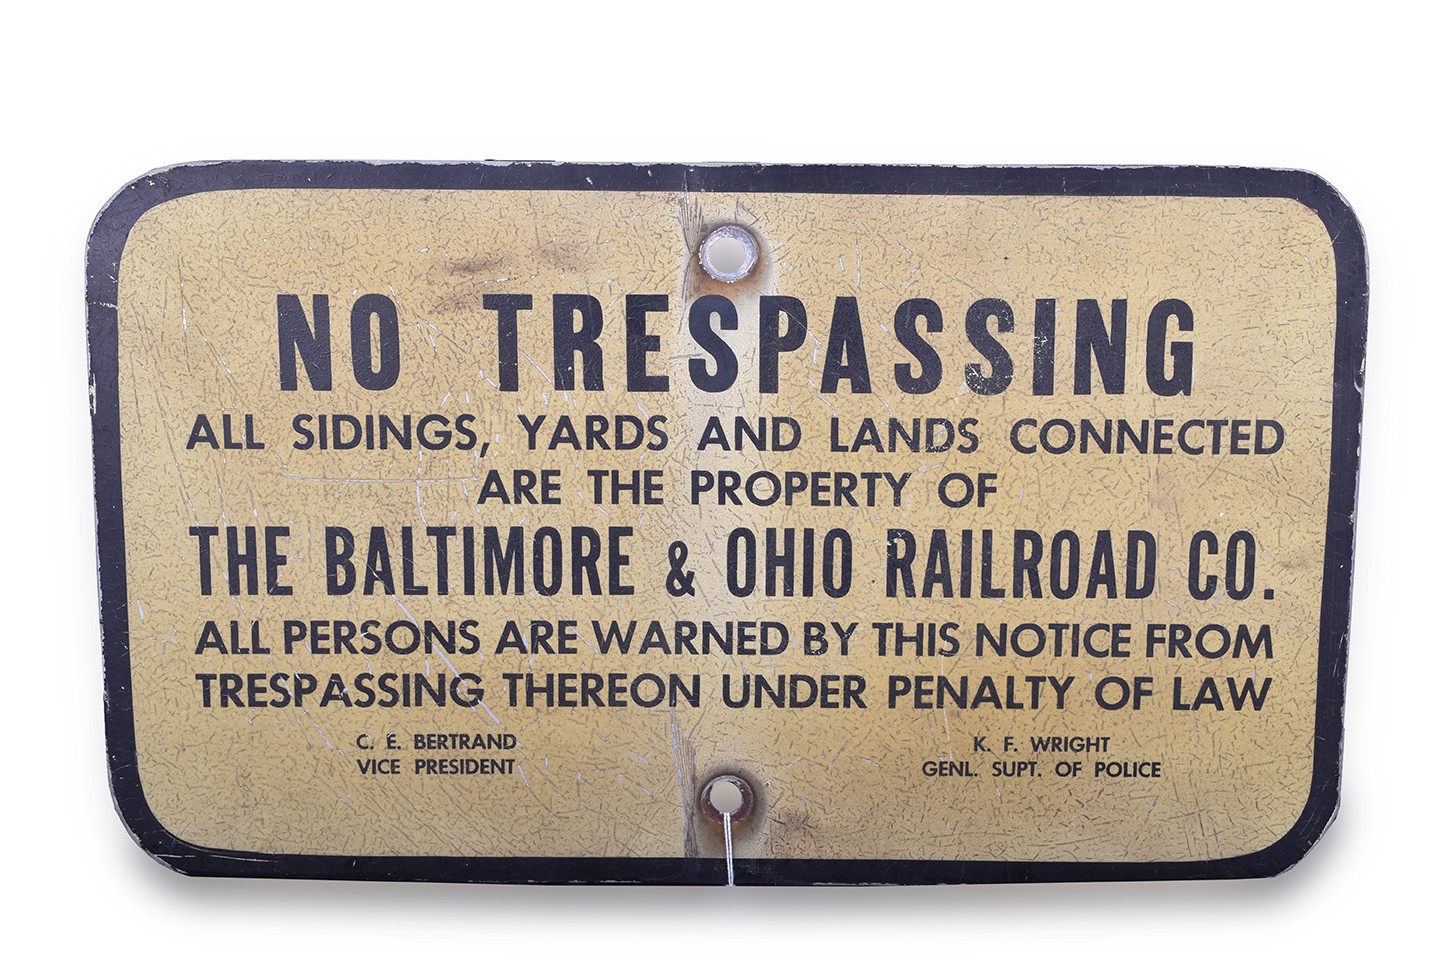 NO TRESPASSING
ALL SIDINGS, YARDS AND LANDS CONNECTED
ARE THE PROPERTY OF
THE BALTIMORE & OHIO RAILROAD CO.
ALL PERSONS ARE WARNED BY THIS NOTICE FROM
TRESPASSING THEREON UNDER PENALTY OF LAW
C. E. BERTRAND
VICE PRESIDENT
K. F. WRIGHT
GENL. SUPT. OF POLICE